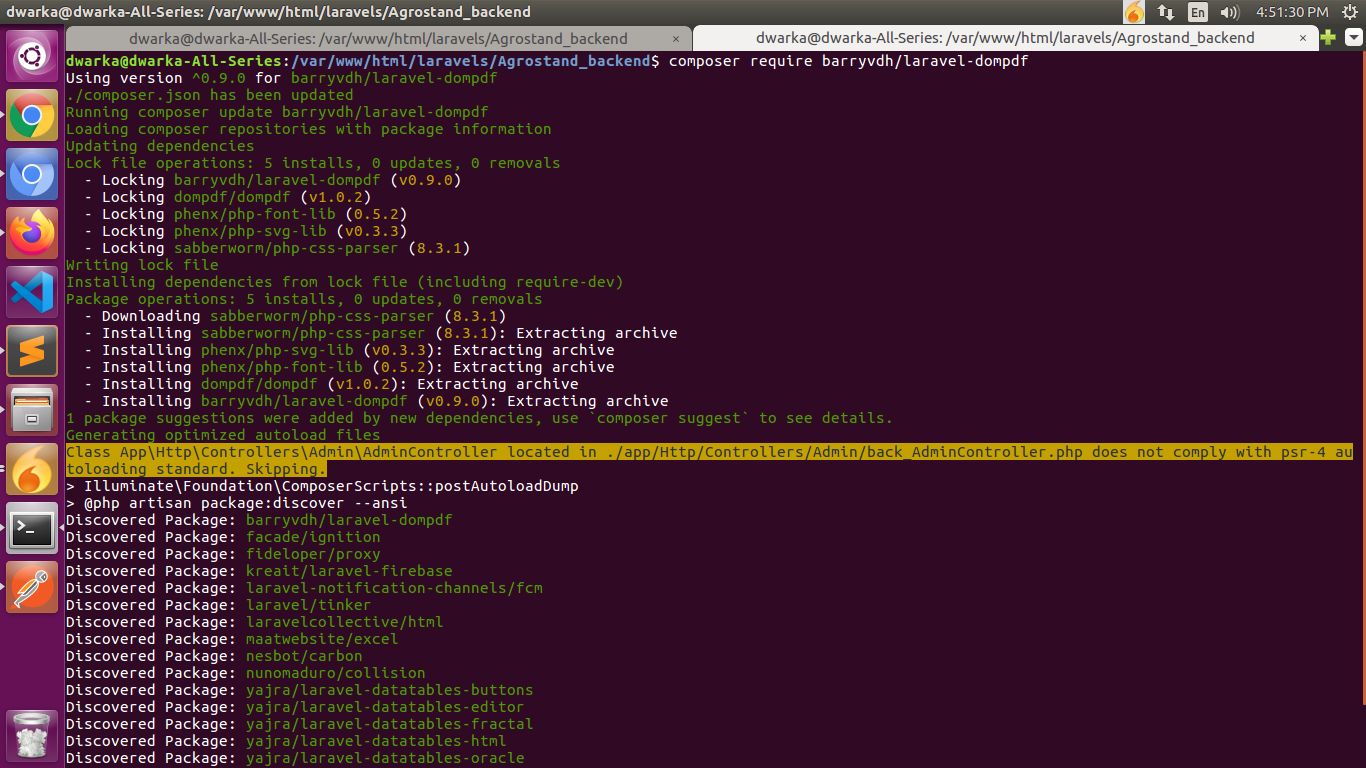 dwarka@dwarka-All-Series: /var/www/html/laravels/Agrostand_backend
En
4:51:30 PM
dwarka@dwarka-All-Series: /var/www/html/laravels/Agrostand_backend ×
dwarka@dwarka-All-Series: /var/www/html/laravels/Agrostand_backend ×
dwarka@dwarka-All-Series:/var/www/html/laravels/Agrostand_backend$ composer require barryvdh/laravel-dompdf
Using version ^0.9.0 for barryvdh/laravel-dompdf
./composer.json has been updated
Running composer update barryvdh/laravel-dompdf
Loading composer repositories with package information
Updating dependencies
Lock file operations: 5 installs, 0 updates, 0 removals
  - Locking barryvdh/laravel-dompdf (v0.9.0)
  - Locking dompdf/dompdf (v1.0.2)
  - Locking phenx/php-font-lib (0.5.2)
  - Locking phenx/php-svg-lib (v0.3.3)
  - Locking sabberworm/php-css-parser (8.3.1)
Writing lock file
Installing dependencies from lock file (including require-dev)
Package operations: 5 installs, 0 updates, 0 removals
  - Downloading sabberworm/php-css-parser (8.3.1)
  - Installing sabberworm/php-css-parser (8.3.1): Extracting archive
  - Installing phenx/php-svg-lib (v0.3.3): Extracting archive
  - Installing phenx/php-font-lib (0.5.2): Extracting archive
  - Installing dompdf/dompdf (v1.0.2): Extracting archive
  - Installing barryvdh/laravel-dompdf (v0.9.0): Extracting archive
1 package suggestions were added by new dependencies, use `composer suggest` to see details.
Generating optimized autoload files
Class App\Http\Controllers\Admin\AdminController located in ./app/Http/Controllers/Admin/back_AdminController.php does not comply with psr-4 au
toloading standard. Skipping.
> Illuminate\Foundation\ComposerScripts::postAutoloadDump
> @php artisan package:discover --ansi
Discovered Package: barryvdh/laravel-dompdf
Discovered Package: facade/ignition
Discovered Package: fideloper/proxy
Discovered Package: kreait/laravel-firebase
Discovered Package: laravel-notification-channels/fcm
Discovered Package: laravel/tinker
Discovered Package: laravelcollective/html
Discovered Package: maatwebsite/excel
Discovered Package: nesbot/carbon
Discovered Package: nunomaduro/collision
Discovered Package: yajra/laravel-datatables-buttons
Discovered Package: yajra/laravel-datatables-editor
Discovered Package: yajra/laravel-datatables-fractal
Discovered Package: yajra/laravel-datatables-html
Discovered Package: yajra/laravel-datatables-oracle